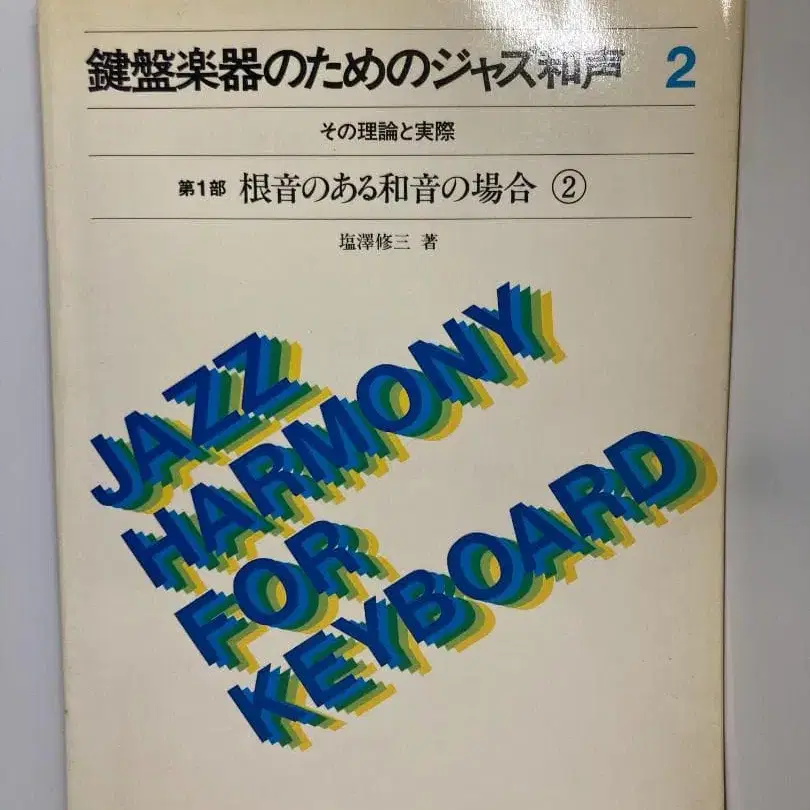 鍵盤楽器のためのジャズ和声 2
その理論と実際
第1部 根音のある和音の場合 ②
塩澤修三 著
JAZZ
HARMONY
FOR
KEYBOARD